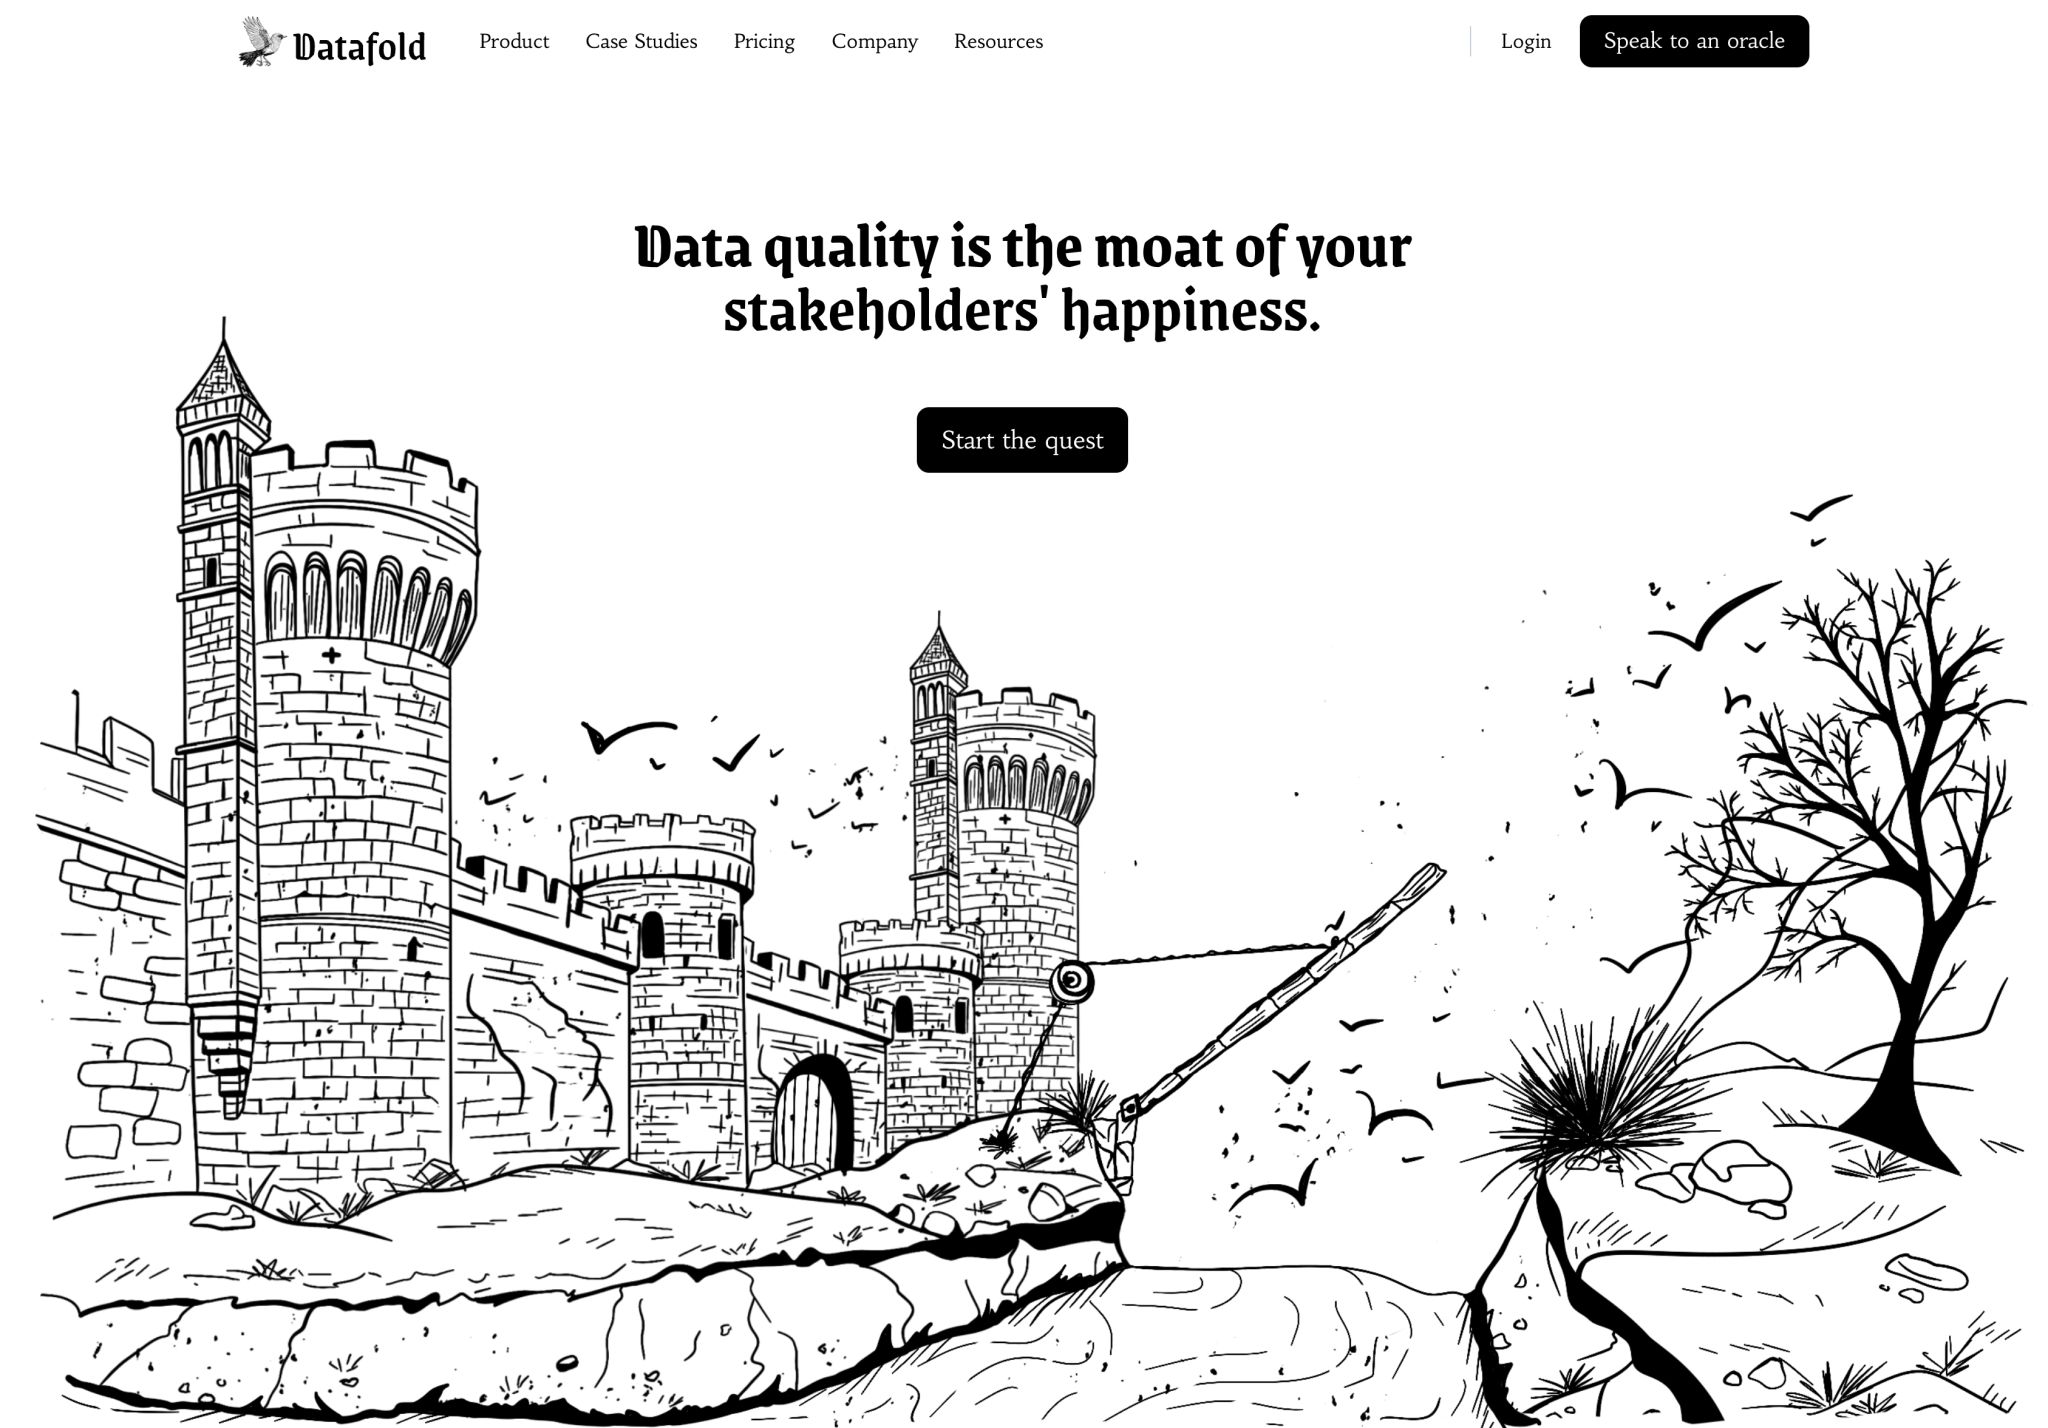 Datafold
Product
Case Studies
Pricing
Company
Resources
Login
Speak to an oracle
Data quality is the moat of your
stakeholders' happiness.
Start the quest